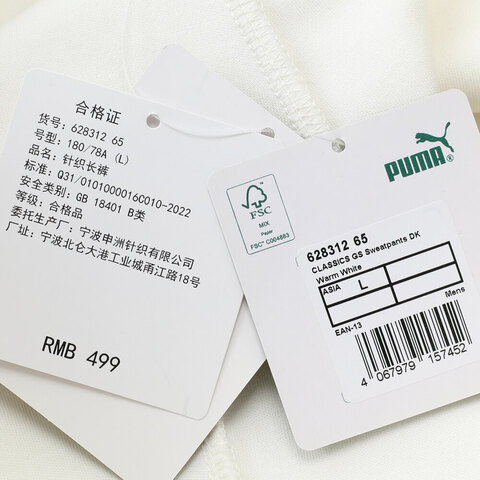 合格证
货号: 628312 65
号型: 180/78A (L)
品名: 针织长裤
标准: Q31/0101000016C010-2022
安全类别: GB 18401 B类
等级: 合格品
委托生产厂: 宁波申洲针织有限公司
厂址: 宁波北仑大港工业城甬江路18号
RMB 499
PUMA®
FSC
MIX
Paper
FSC® C004863
628312 65
CLASSICS GS Sweatpants DK
Warm White
ASIA L
EAN-13
Mens
4 067979 157452